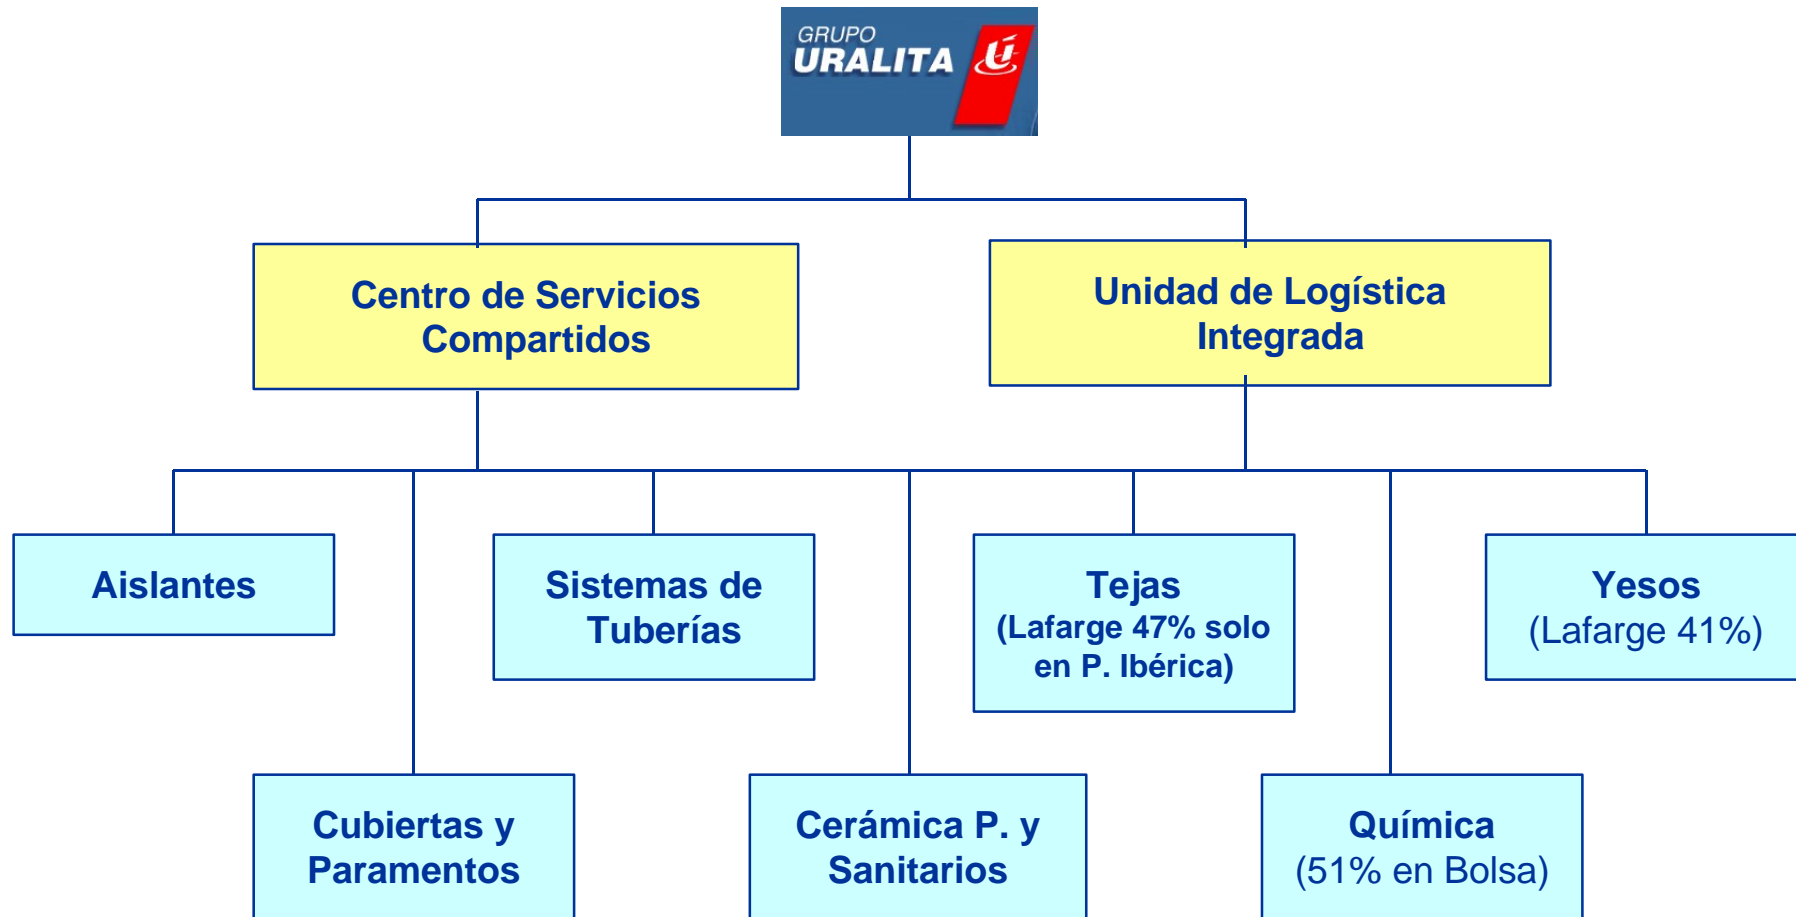 GRUPO
URALITA
Centro de Servicios
Compartidos
Unidad de Logística
Integrada
Aislantes
Sistemas de
Tuberías
Tejas
(Lafarge 47% solo
en P. Ibérica)
Yesos
(Lafarge 41%)
Cubiertas y
Paramentos
Cerámica P. y
Sanitarios
Química
(51% en Bolsa)